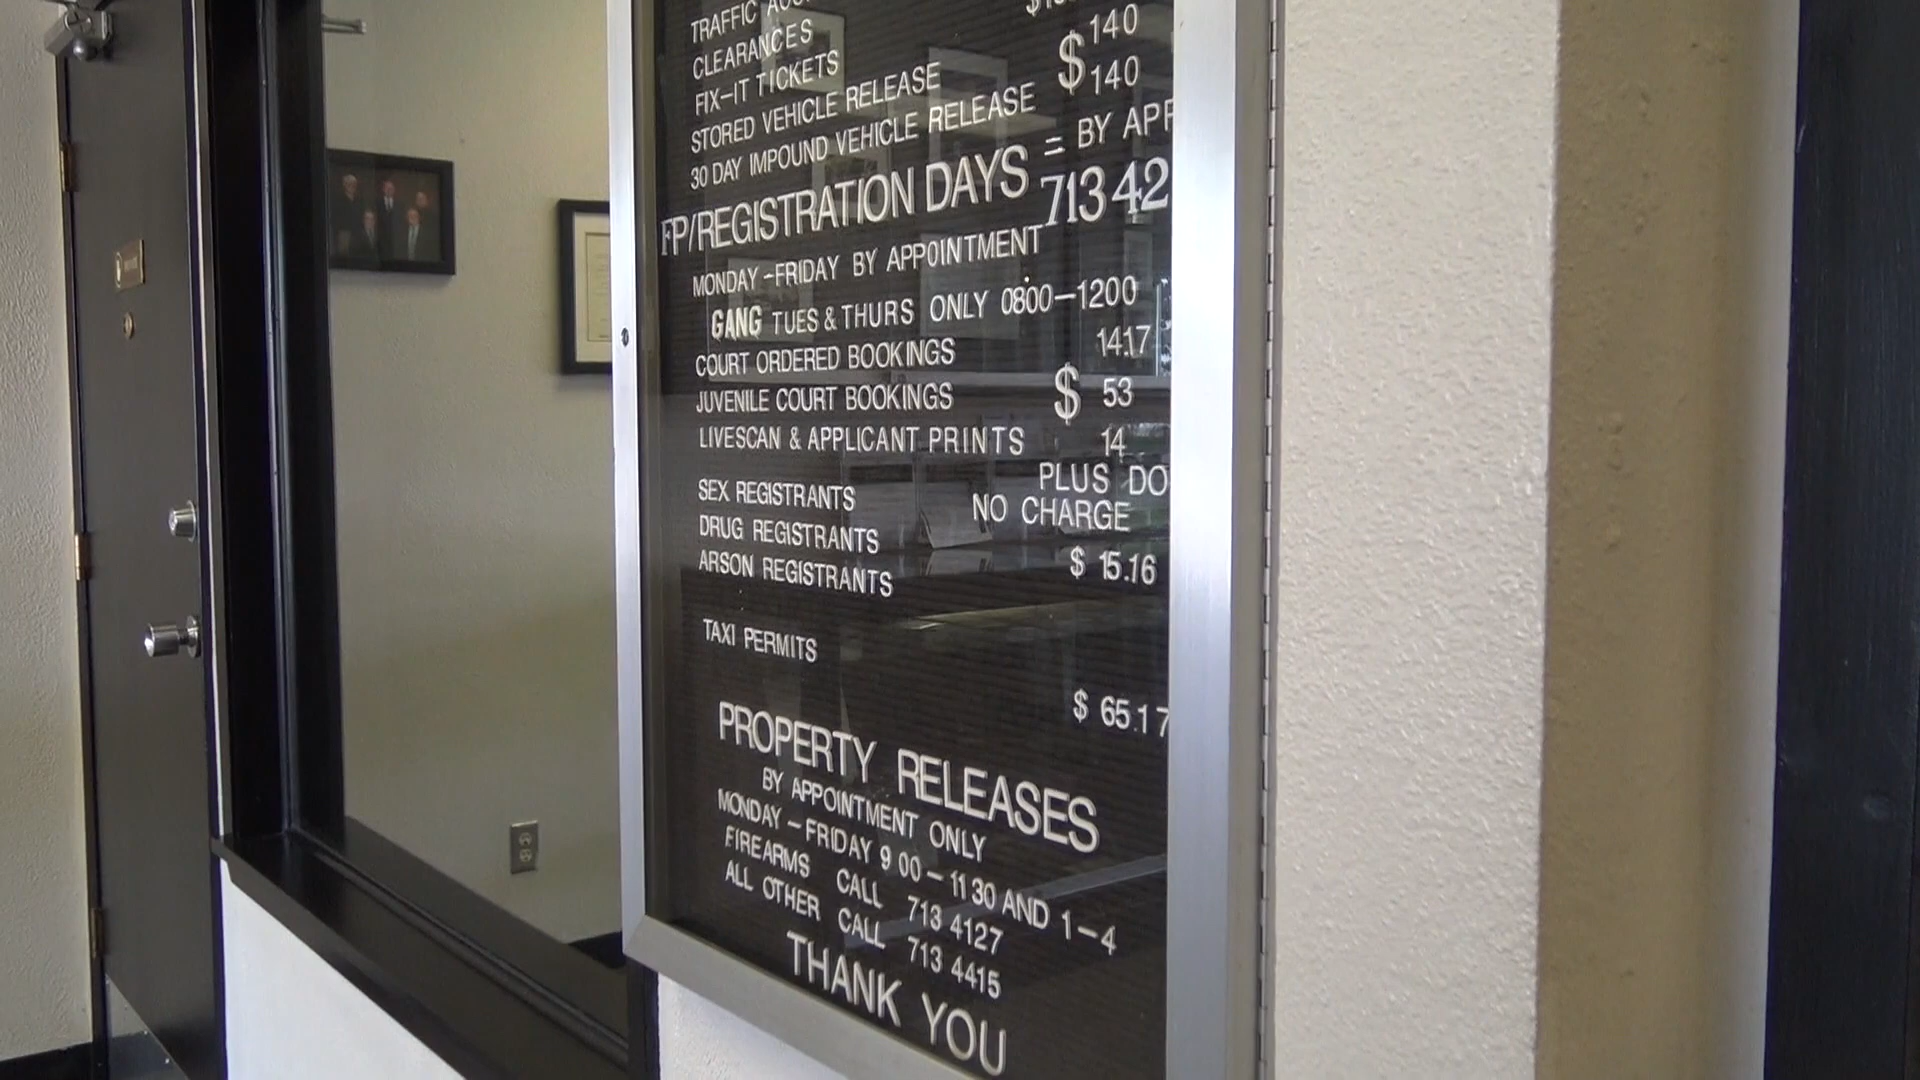 TRAFFIC
CLEARANCES
FIX-IT TICKETS $ 140
STORED VEHICLE RELEASE 140
30 DAY IMPOUND VEHICLE RELEASE = BY
FP/REGISTRATION DAYS 713 42
MONDAY-FRIDAY BY APPOINTMENT
GANG TUES & THURS ONLY 0800-1200
COURT ORDERED BOOKINGS 14.17
JUVENILE COURT BOOKINGS $ 53
LIVESCAN & APPLICANT PRINTS 14
PLUS DO
SEX REGISTRANTS NO CHARGE
DRUG REGISTRANTS
ARSON REGISTRANTS $ 15.16
TAXI PERMITS
$ 65.17
PROPERTY RELEASES
BY APPOINTMENT ONLY
MONDAY - FRIDAY 9 00 - 11 30 AND 1-4
FIREARMS CALL 713 4127
ALL OTHER CALL 713 4415
THANK YOU